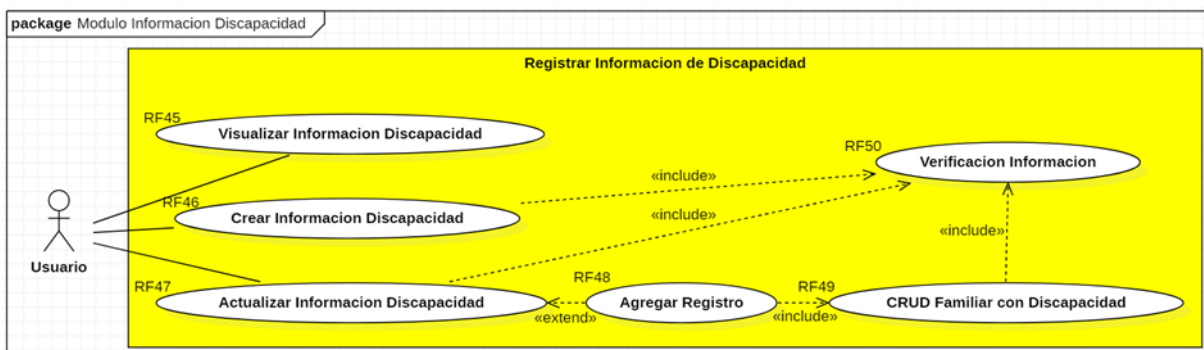 package Modulo Informacion Discapacidad
Registrar Informacion de Discapacidad
RF45
Visualizar Informacion Discapacidad
RF50
Verificacion Informacion
«include»
RF46
Crear Informacion Discapacidad
«include»
«include»
Usuario
RF47
Actualizar Informacion Discapacidad
«extend»
RF48
Agregar Registro
«include»
RF49
CRUD Familiar con Discapacidad